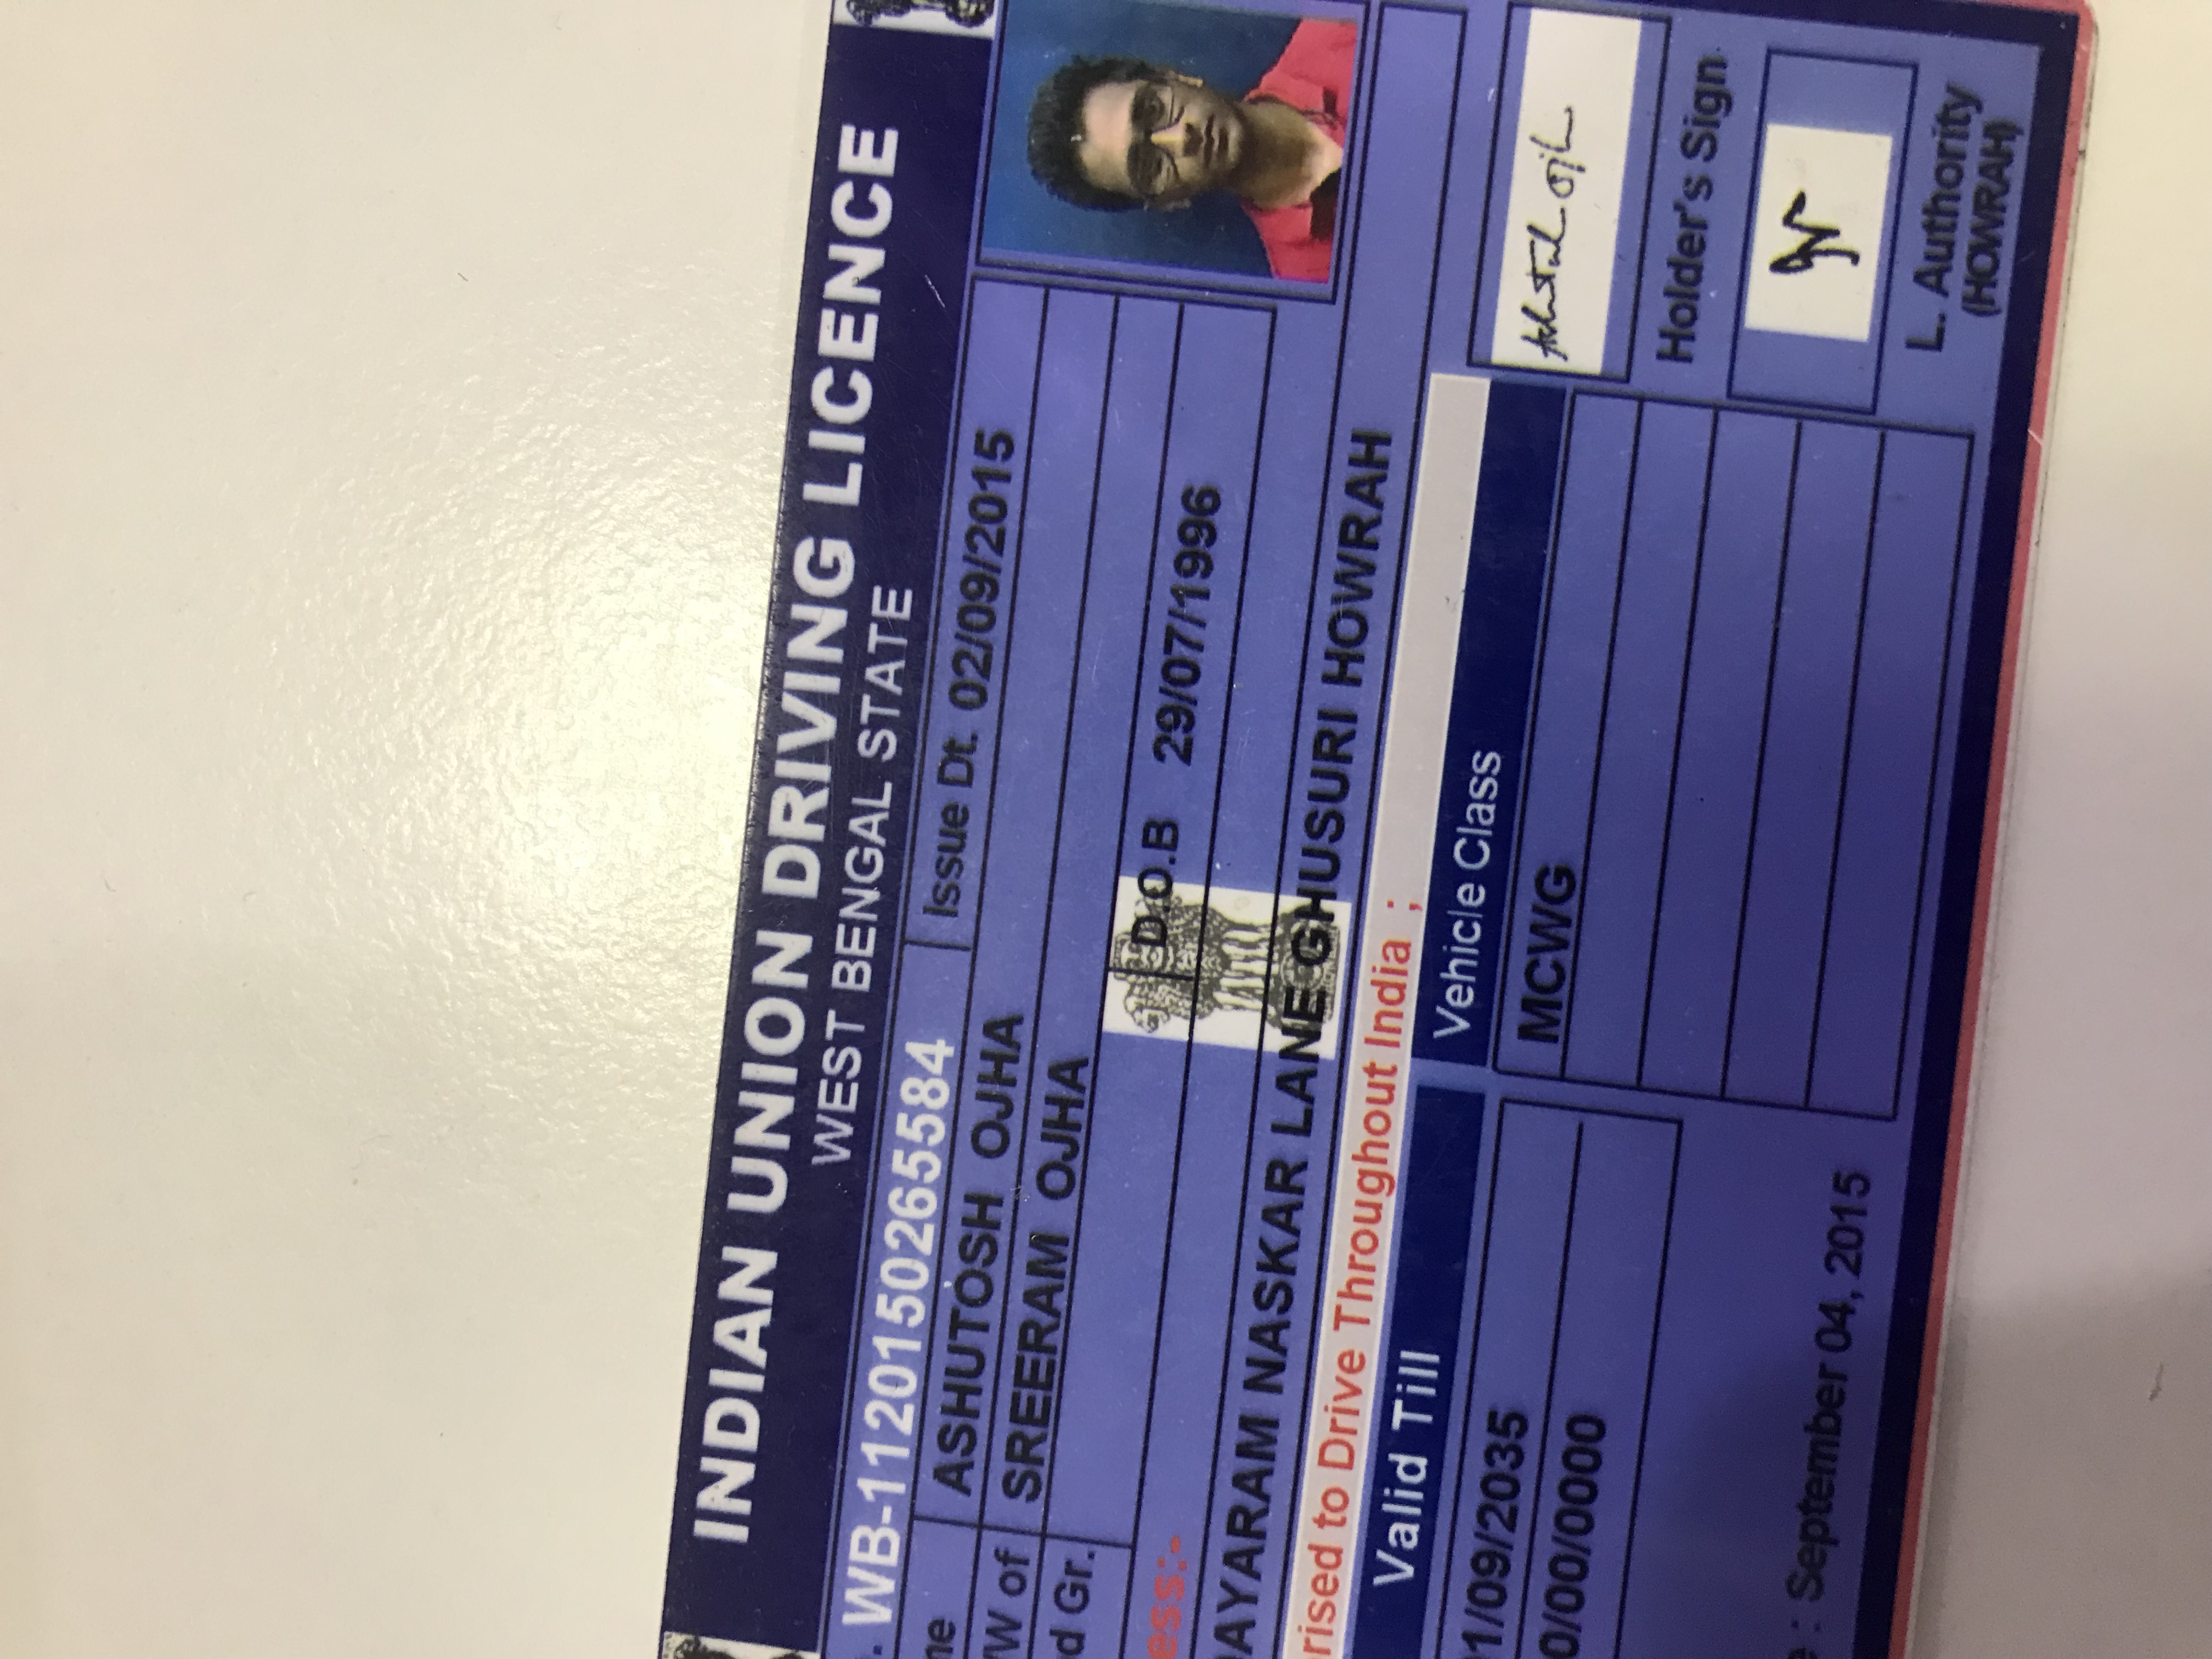 INDIAN UNION DRIVING LICENCE
WEST BENGAL STATE
WB-1120150265584
Issue Dt. 02/09/2015
ASHUTOSH OJHA
W of SREERAM OJHA
Gr.
D.O.B 29/07/1996
ess:-
AYARAM NASKAR LANE GHUSURI HOWRAH
rised to Drive Throughout India ;
Valid Till
Vehicle Class
1/09/2035
MCWG
0/00/0000
Ashutosh Ojha
Holder's Sign
: September 04, 2015
L. Authority
(HOWRAH)